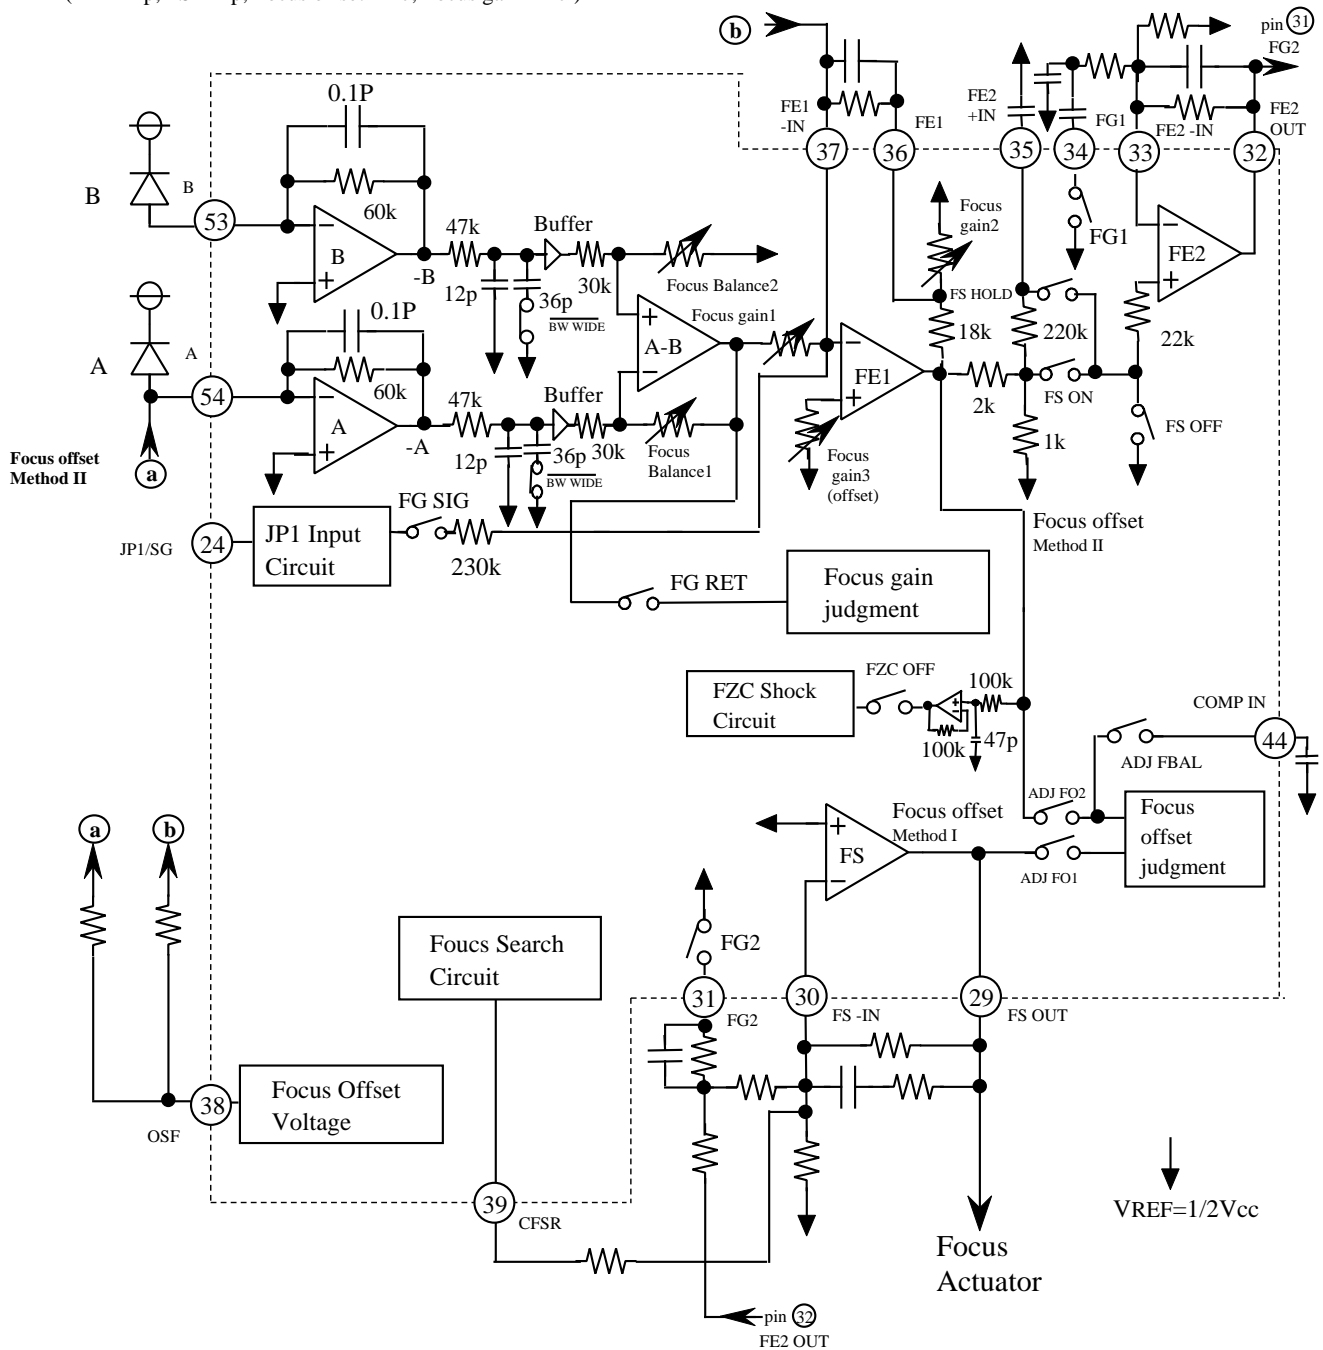 b
pin 31
FG2
0.1P
FE1
-IN
FE1
FE2
+IN
FG1
FE2 -IN
FE2
OUT
37
36
35
34
33
32
B
B
53
60k
B
-B
47k
12p
36p
BW WIDE
Buffer
30k
Focus Balance2
Focus
gain2
FG1
FE2
FS HOLD
A
A
54
0.1P
60k
A
-A
47k
12p
36p
BW WIDE
Buffer
30k
A-B
Focus gain1
Focus
Balance1
FE1
18k
2k
220k
FS ON
1k
22k
FS OFF
Focus
gain3
(offset)
Focus offset
Method II
a
JP1/SG
24
JP1 Input
Circuit
FG SIG
230k
Focus offset
Method II
FG RET
Focus gain
judgment
FZC Shock
Circuit
FZC OFF
100k
100k
47p
COMP IN
44
ADJ FBAL
ADJ FO2
Focus offset
Method I
FS
ADJ FO1
Focus
offset
judgment
a
b
Foucs Search
Circuit
FG2
31
FG2
30
FS -IN
29
FS OUT
38
OSF
Focus Offset
Voltage
39
CFSR
VREF=1/2Vcc
Focus
Actuator
pin 32
FE2 OUT